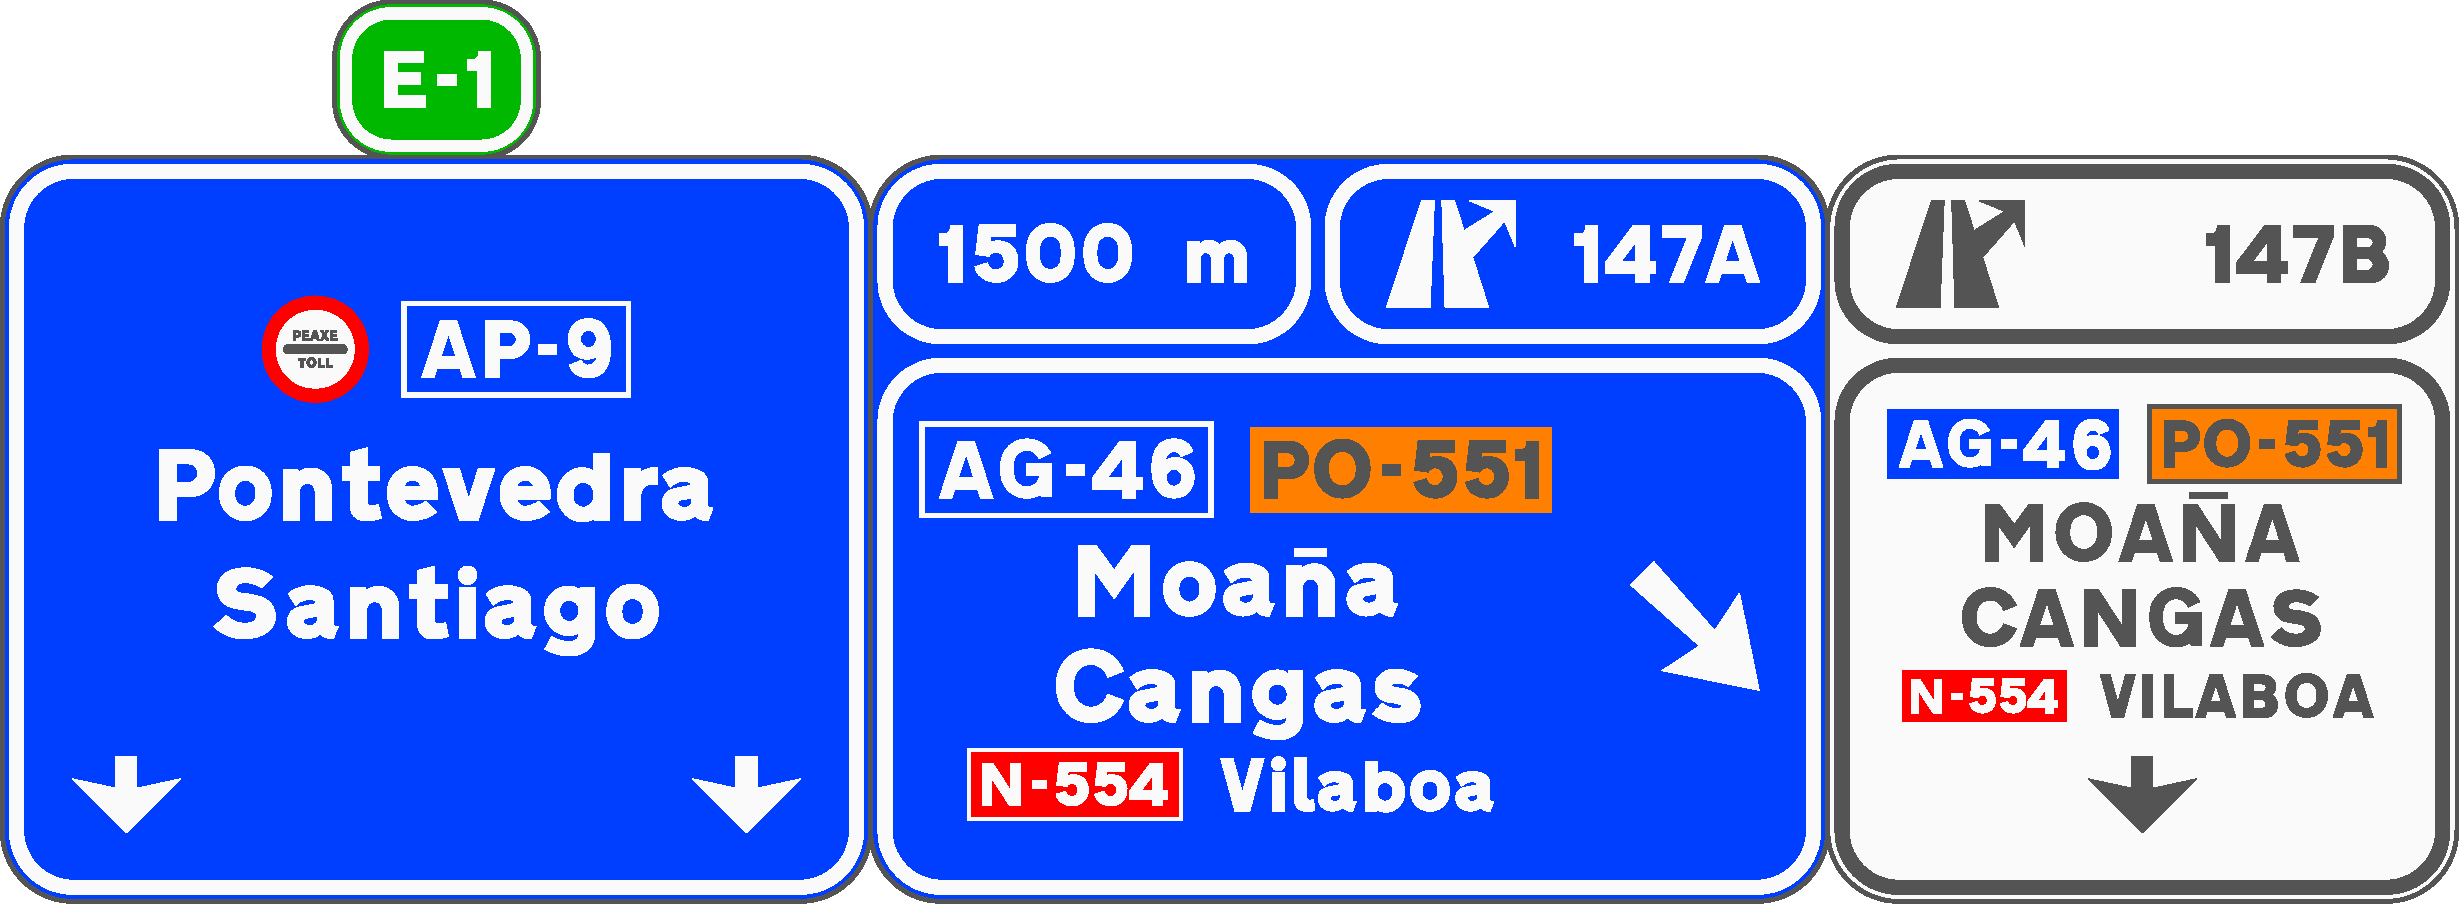 E-1
PEAXE
TOLL
AP-9
Pontevedra
Santiago
1500 m
147A
AG-46 PO-551
Moaña
Cangas
N-554 Vilaboa
147B
AG-46 PO-551
MOAÑA
CANGAS
N-554 VILABOA